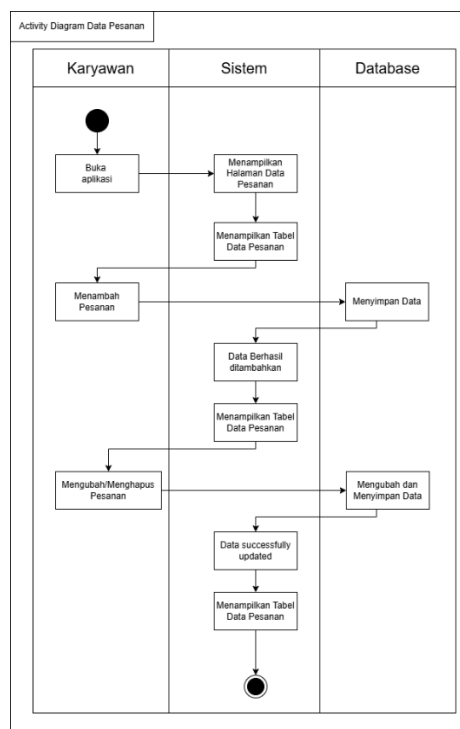 Activity Diagram Data Pesanan
Karyawan
Sistem
Database
Buka
aplikasi
Menampilkan
Halaman Data
Pesanan
Menampilkan Tabel
Data Pesanan
Menambah
Pesanan
Menyimpan Data
Data Berhasil
ditambahkan
Menampilkan Tabel
Data Pesanan
Mengubah/Menghapus
Pesanan
Mengubah dan
Menyimpan Data
Data successfully
updated
Menampilkan Tabel
Data Pesanan